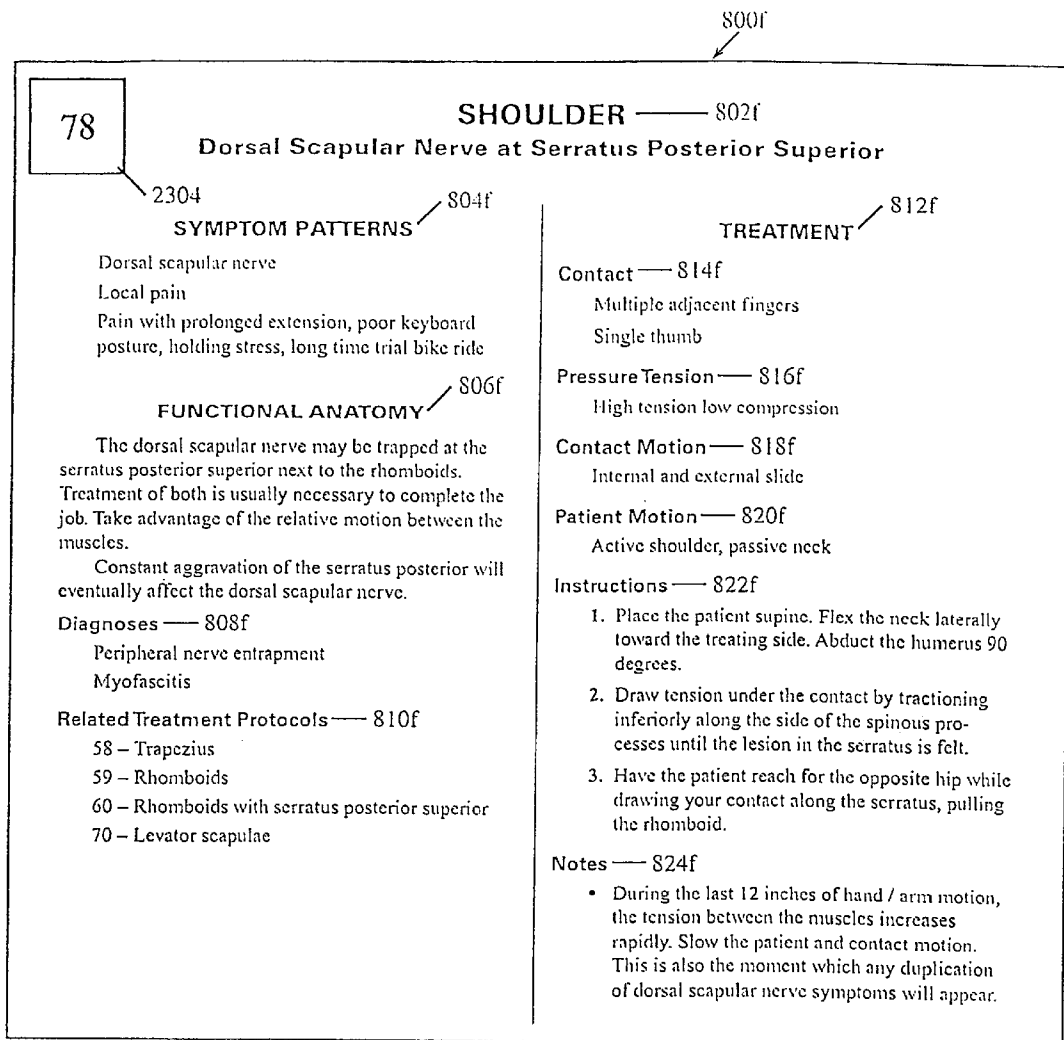 800f
78
SHOULDER 802f
Dorsal Scapular Nerve at Serratus Posterior Superior
2304
804f
SYMPTOM PATTERNS
Dorsal scapular nerve
Local pain
Pain with prolonged extension, poor keyboard
posture, holding stress, long time trial bike ride
806f
FUNCTIONAL ANATOMY
The dorsal scapular nerve may be trapped at the
serratus posterior superior next to the rhomboids.
Treatment of both is usually necessary to complete the
job. Take advantage of the relative motion between the
muscles.
Constant aggravation of the serratus posterior will
eventually affect the dorsal scapular nerve.
Diagnoses 808f
Peripheral nerve entrapment
Myofascitis
Related Treatment Protocols 810f
58 – Trapezius
59 – Rhomboids
60 – Rhomboids with serratus posterior superior
70 – Levator scapulae
812f
TREATMENT
Contact 814f
Multiple adjacent fingers
Single thumb
Pressure Tension 816f
High tension low compression
Contact Motion 818f
Internal and external slide
Patient Motion 820f
Active shoulder, passive neck
Instructions 822f
1. Place the patient supine. Flex the neck laterally
toward the treating side. Abduct the humerus 90
degrees.
2. Draw tension under the contact by tractioning
inferiorly along the side of the spinous pro-
cesses until the lesion in the serratus is felt.
3. Have the patient reach for the opposite hip while
drawing your contact along the serratus, pulling
the rhomboid.
Notes 824f
• During the last 12 inches of hand / arm motion,
the tension between the muscles increases
rapidly. Slow the patient and contact motion.
This is also the moment which any duplication
of dorsal scapular nerve symptoms will appear.